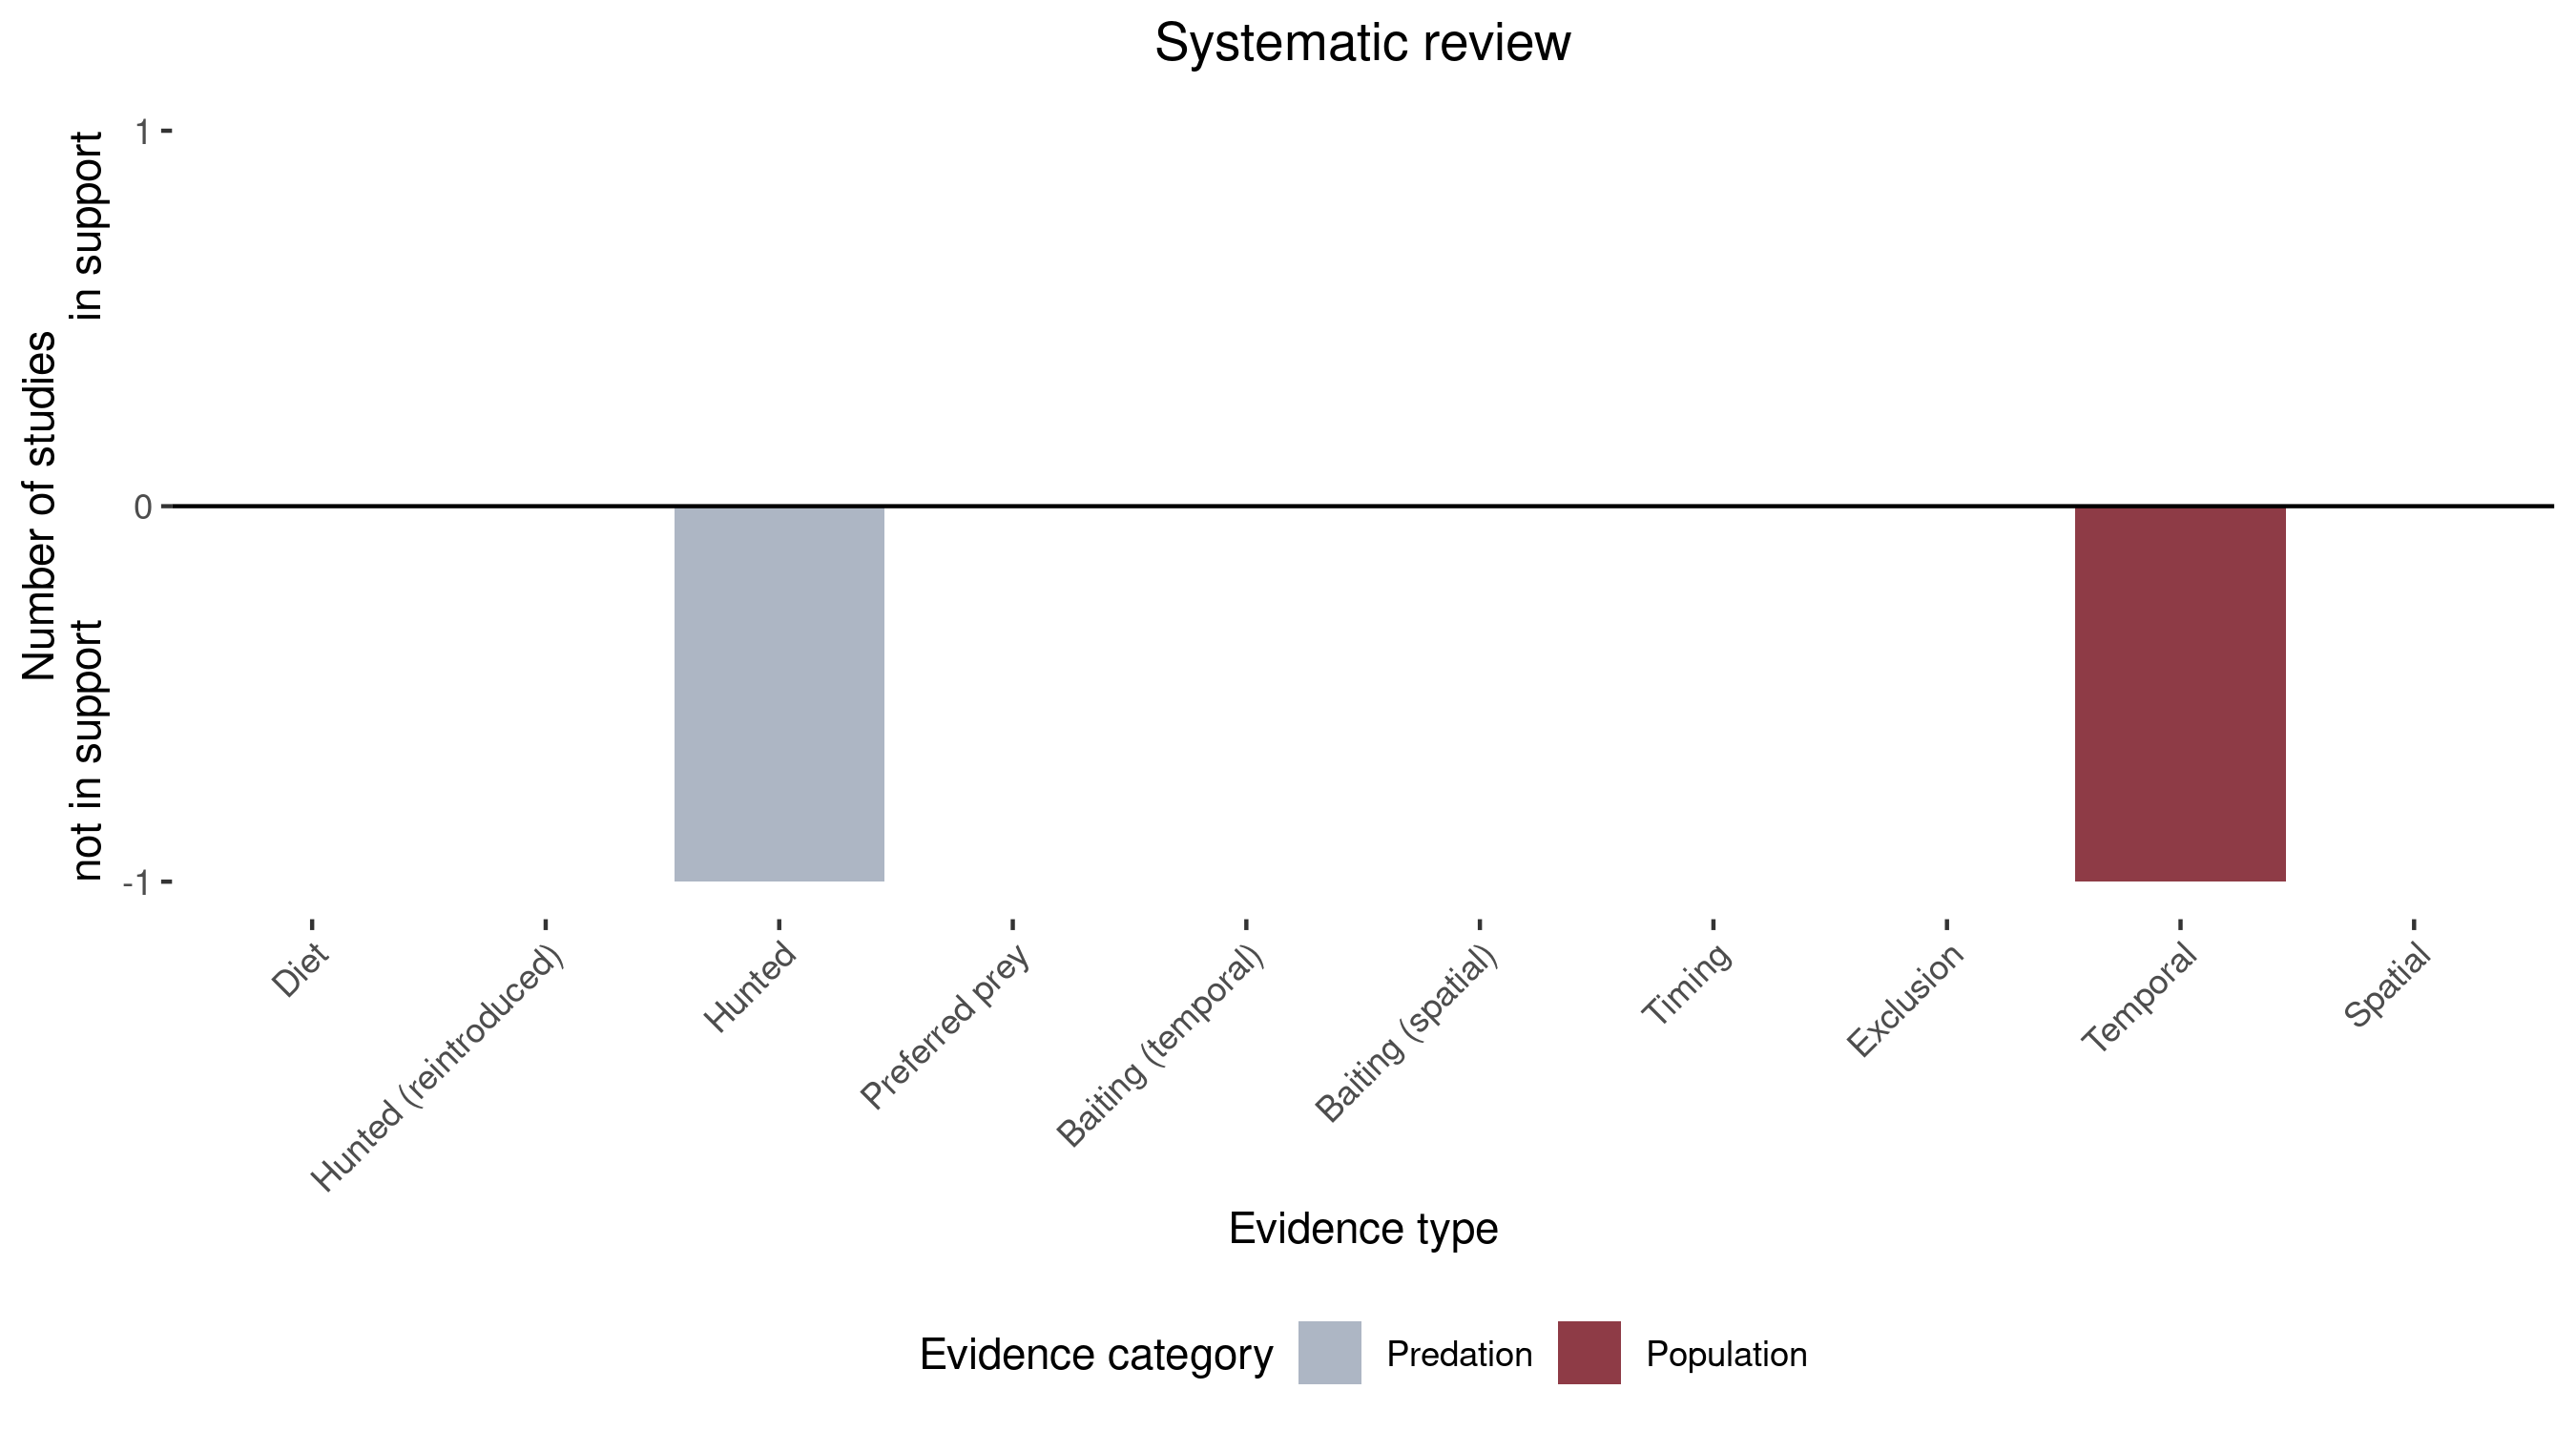 Systematic review
Number of studies
not in support in support
1
0
-1
Diet
Hunted (reintroduced)
Hunted
Preferred prey
Baiting (temporal)
Baiting (spatial)
Timing
Exclusion
Temporal
Spatial
Evidence type
Evidence category Predation Population